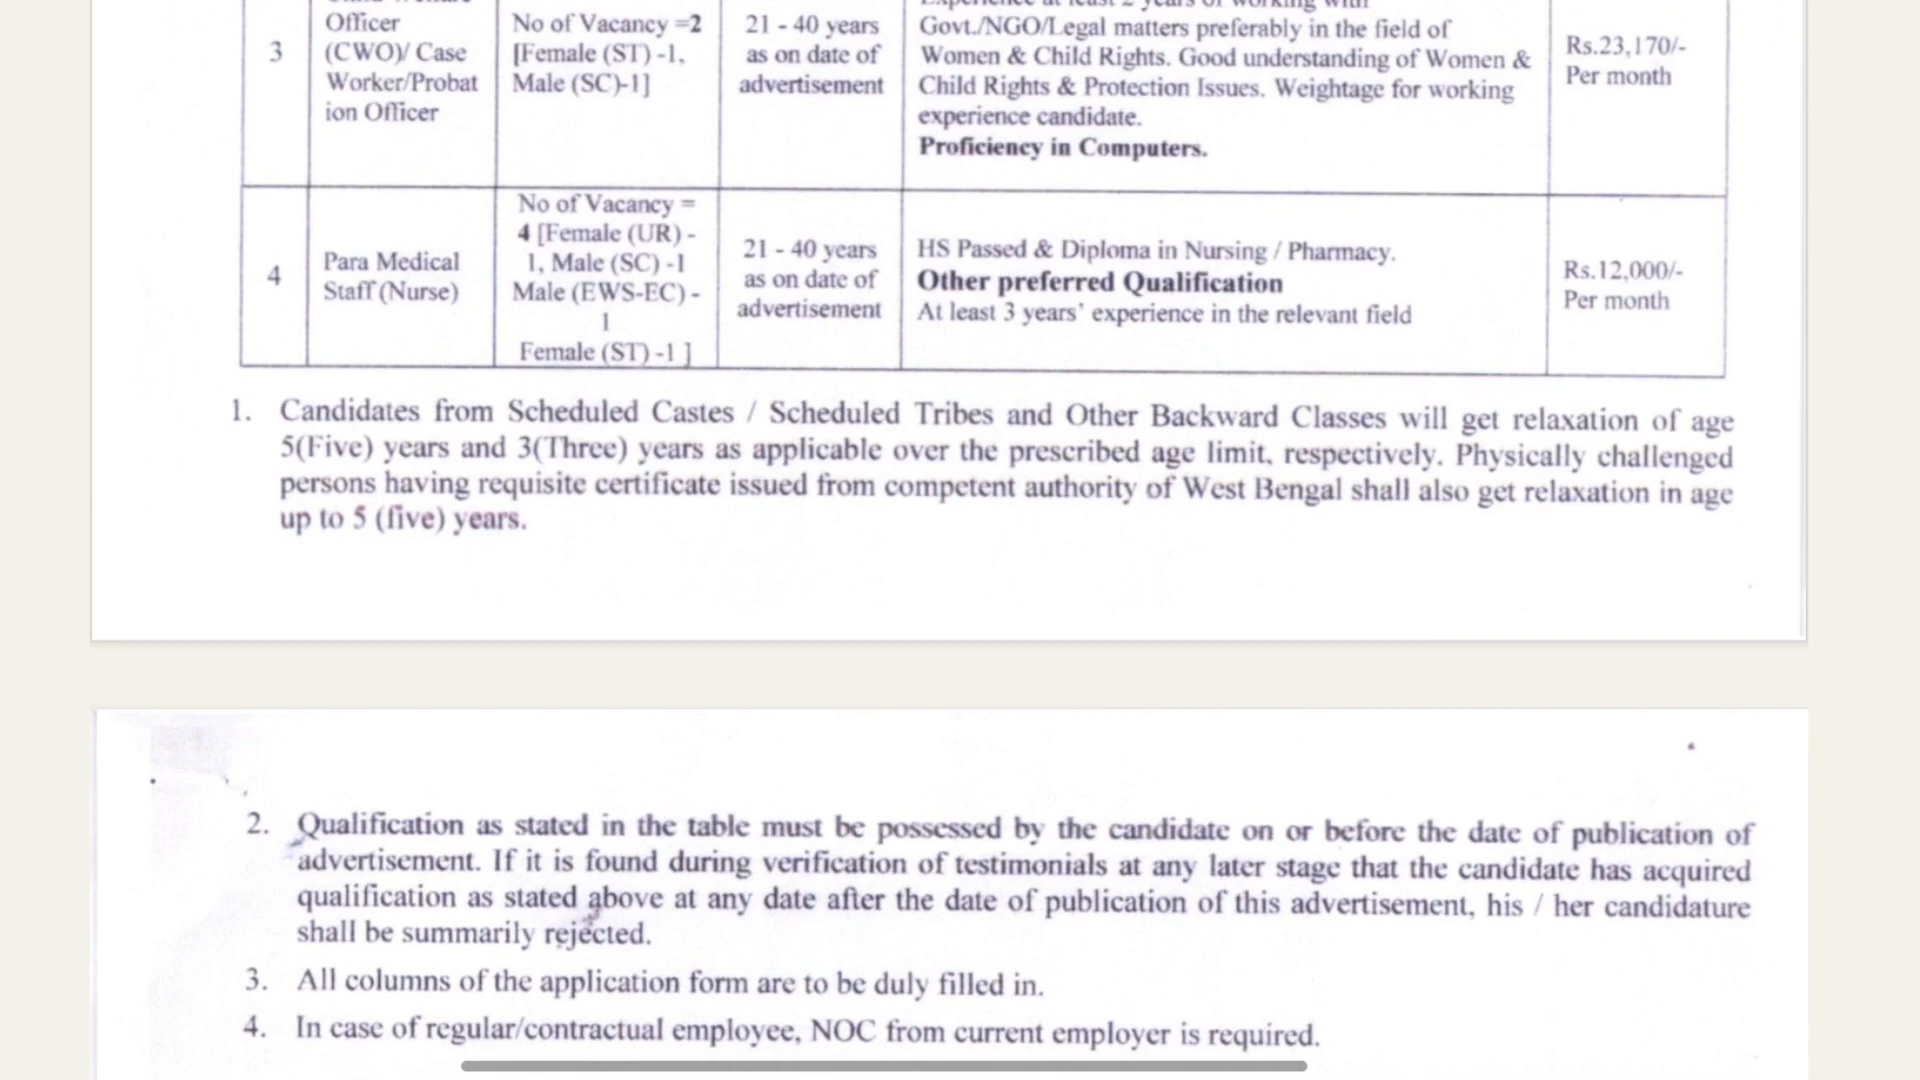 3
Officer
(CWO)/ Case
Worker/Probat
ion Officer
No of Vacancy =2
[Female (ST) -1,
Male (SC)-1]
21 - 40 years
as on date of
advertisement
Experience at least 2 years of working with
Govt./NGO/Legal matters preferably in the field of
Women & Child Rights. Good understanding of Women &
Child Rights & Protection Issues. Weightage for working
experience candidate.
Proficiency in Computers.
Rs.23,170/-
Per month
4
Para Medical
Staff (Nurse)
No of Vacancy =
4 [Female (UR) -
1, Male (SC) -1
Male (EWS-EC) -
1
Female (ST) -1 ]
21 - 40 years
as on date of
advertisement
HS Passed & Diploma in Nursing / Pharmacy.
Other preferred Qualification
At least 3 years' experience in the relevant field
Rs.12,000/-
Per month
1. Candidates from Scheduled Castes / Scheduled Tribes and Other Backward Classes will get relaxation of age
5(Five) years and 3(Three) years as applicable over the prescribed age limit, respectively. Physically challenged
persons having requisite certificate issued from competent authority of West Bengal shall also get relaxation in age
up to 5 (five) years.
2. Qualification as stated in the table must be possessed by the candidate on or before the date of publication of
advertisement. If it is found during verification of testimonials at any later stage that the candidate has acquired
qualification as stated above at any date after the date of publication of this advertisement, his / her candidature
shall be summarily rejected.
3. All columns of the application form are to be duly filled in.
4. In case of regular/contractual employee, NOC from current employer is required.